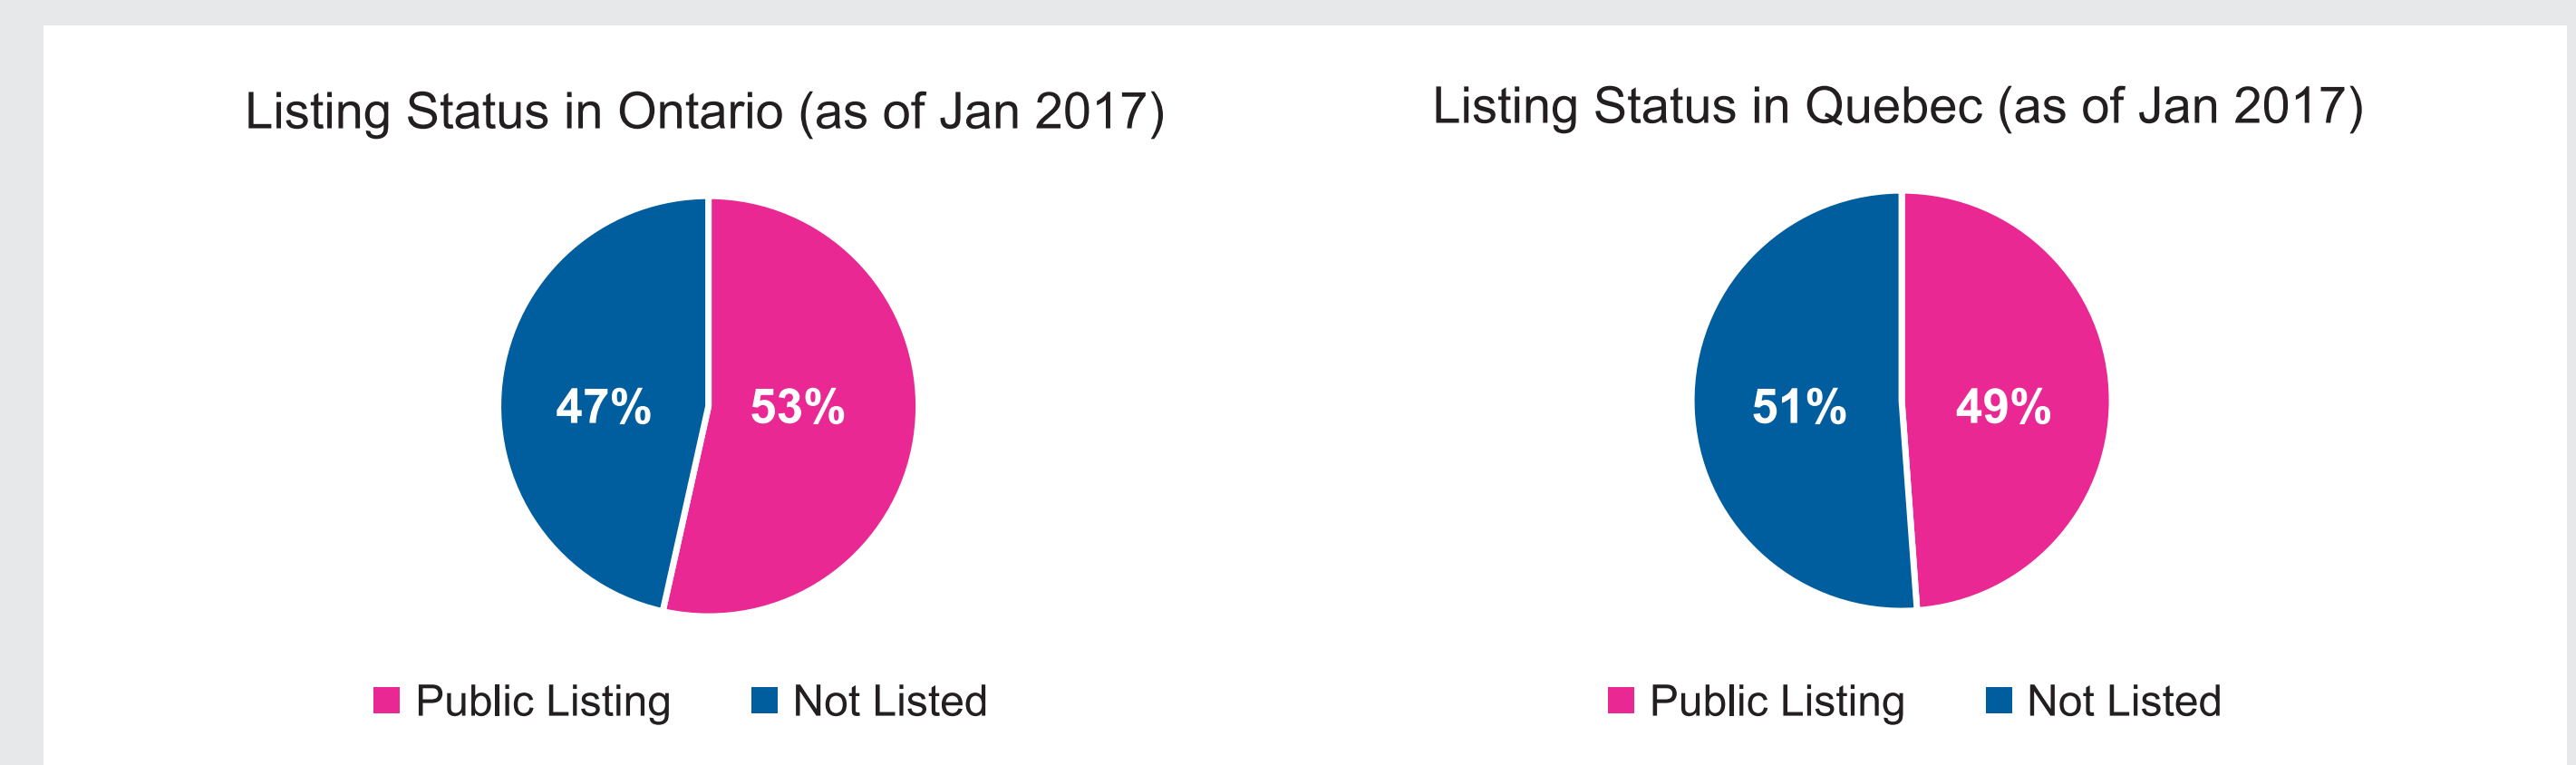 Listing Status in Ontario (as of Jan 2017)
47%
53%
Public Listing
Not Listed
Listing Status in Quebec (as of Jan 2017)
51%
49%
Public Listing
Not Listed